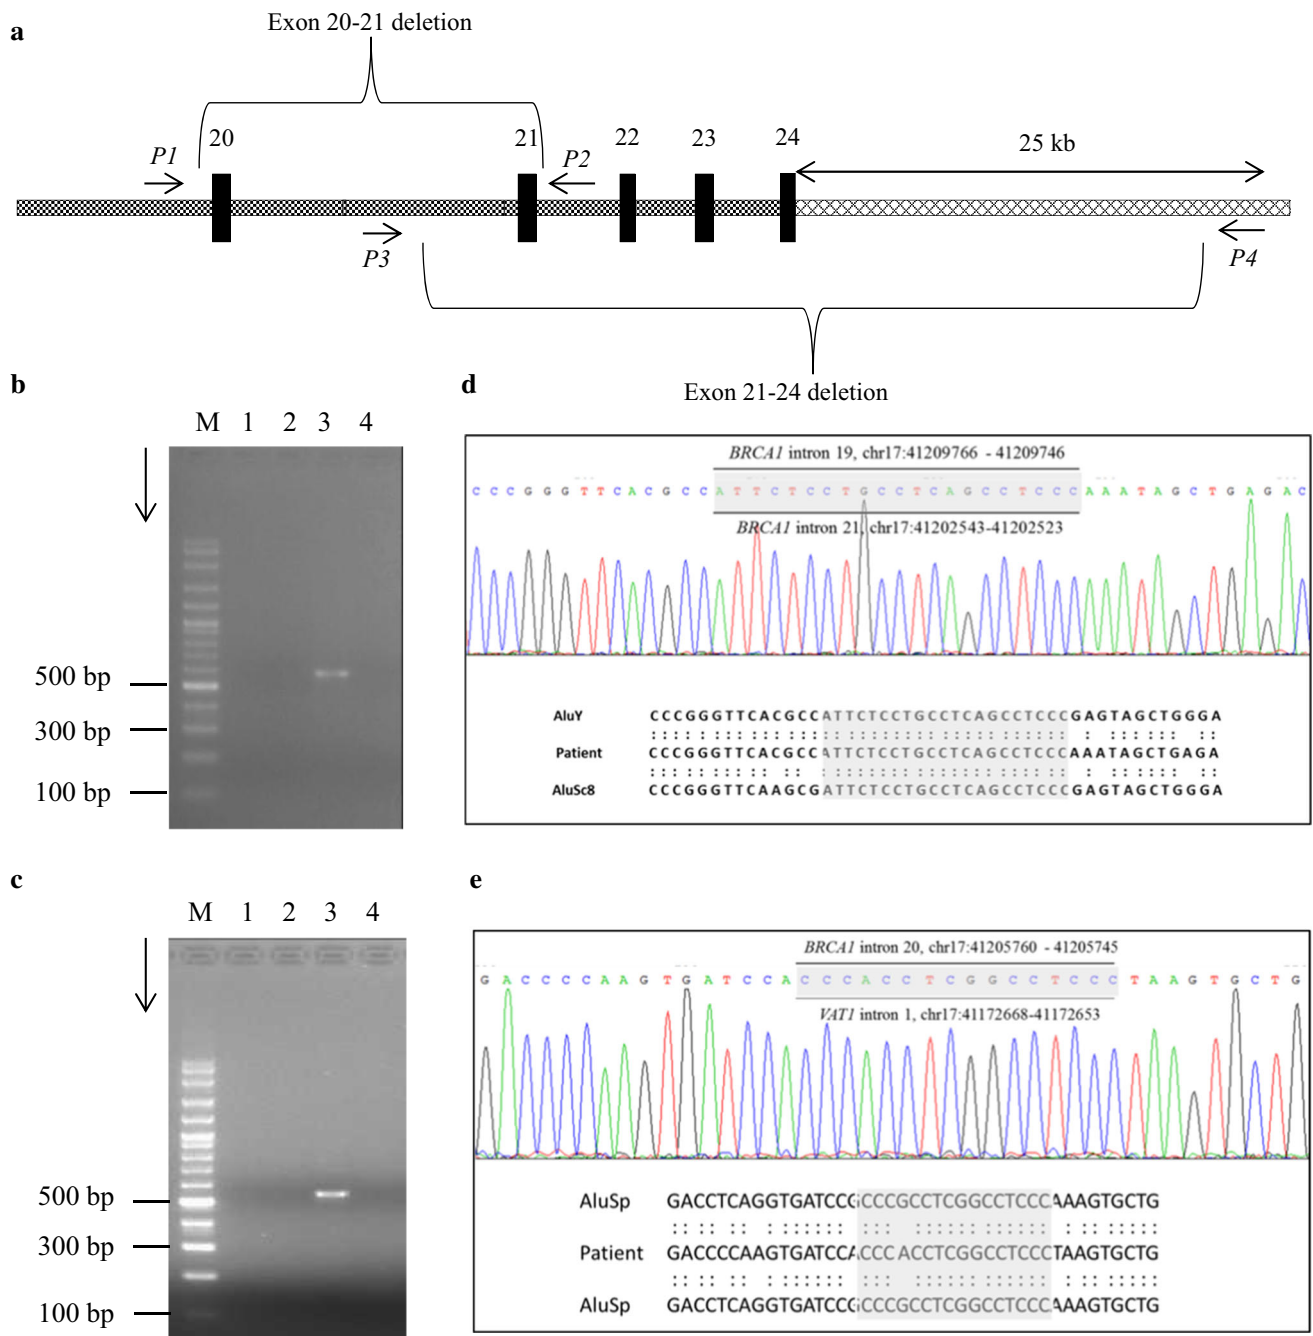 a
Exon 20-21 deletion
20
21
22
23
24
25 kb
P1
P2
P3
P4
Exon 21-24 deletion
b
M 1 2 3 4
500 bp
300 bp
100 bp
d
BRCA1 intron 19, chr17:41209766 - 41209746
C C C G G G T T C A C G C C A T T C T C C T G C C T C A G C C T C C C A A A T A G C T G A G A C
BRCA1 intron 21, chr17:41202543-41202523
AluY CCCGGGTTCACGCCATTCTCCTGCCTCAGCCTCCCGAGTAGCTGGGA
Patient CCCGGGTTCACGCCATTCTCCTGCCTCAGCCTCCCAAATAGCTGAGA
AluSc8 CCCGGGTTCAAGCGATTCTCCTGCCTCAGCCTCCCGAGTAGCTGGGA
c
M 1 2 3 4
500 bp
300 bp
100 bp
e
BRCA1 intron 20, chr17:41205760 - 41205745
G A C C C C A A G T G A T C C A C C C A C C T C G G C C T C C C T A A G T G C T G
VAT1 intron 1, chr17:41172668-41172653
AluSp GACCTCAGGTGATCCGCCCGCCTCGGCCTCCCAAAGTGCTG
Patient GACCCCAAGTGATCCACCCACCTCGGCCTCCCTAAGTGCTG
AluSp GACCTCAGGTGATCCGCCCGCCTCGGCCTCCCAAAGTGCTG